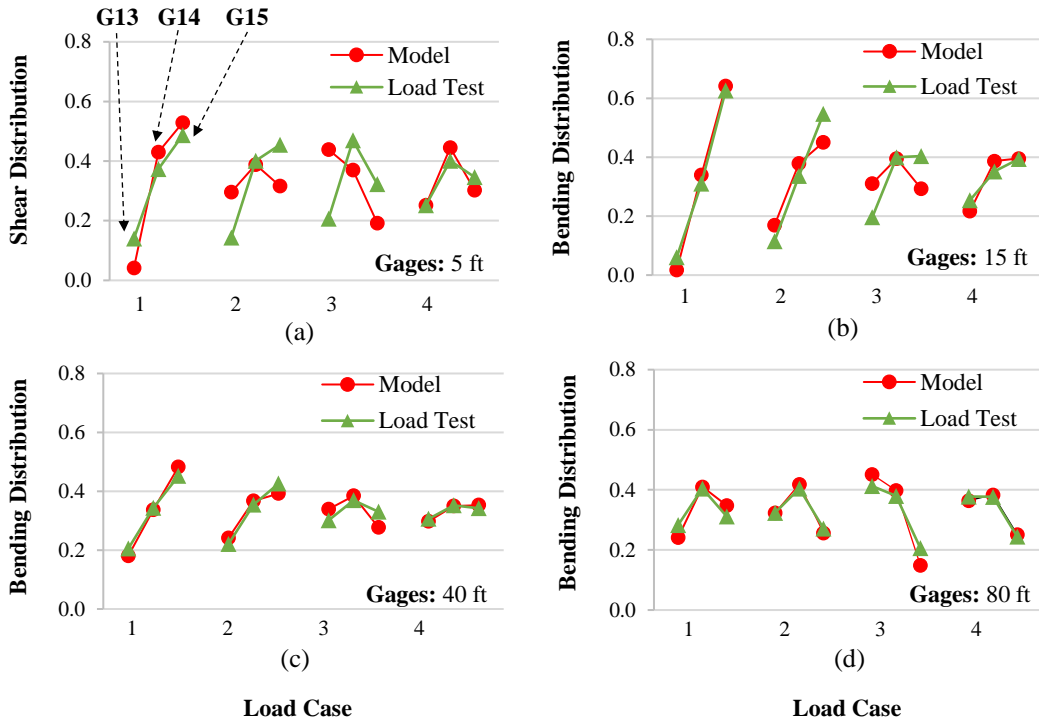 G13 G14 G15
0.8
0.6
0.4
0.2
0.0
Shear Distribution
Model
Load Test
Gages: 5 ft
1 2 3 4
(a)
0.8
0.6
0.4
0.2
0.0
Bending Distribution
Model
Load Test
Gages: 15 ft
1 2 3 4
(b)
0.8
0.6
0.4
0.2
0.0
Bending Distribution
Model
Load Test
Gages: 40 ft
1 2 3 4
(c)
Load Case
0.8
0.6
0.4
0.2
0.0
Bending Distribution
Model
Load Test
Gages: 80 ft
1 2 3 4
(d)
Load Case